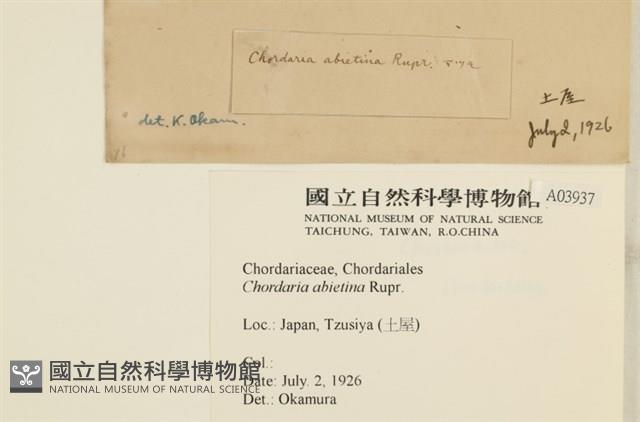 Chordaria abietina Rupr. マツモ
det. K. Okam.
土屋
July 2, 1926
國立自然科學博物館
A03937
NATIONAL MUSEUM OF NATURAL SCIENCE
TAICHUNG, TAIWAN, R.O.CHINA
Chordariaceae, Chordariales
Chordaria abietina Rupr.
Loc.: Japan, Tzusiya (土屋)
Col.:
Date: July. 2, 1926
Det.: Okamura
國立自然科學博物館
NATIONAL MUSEUM OF NATURAL SCIENCE